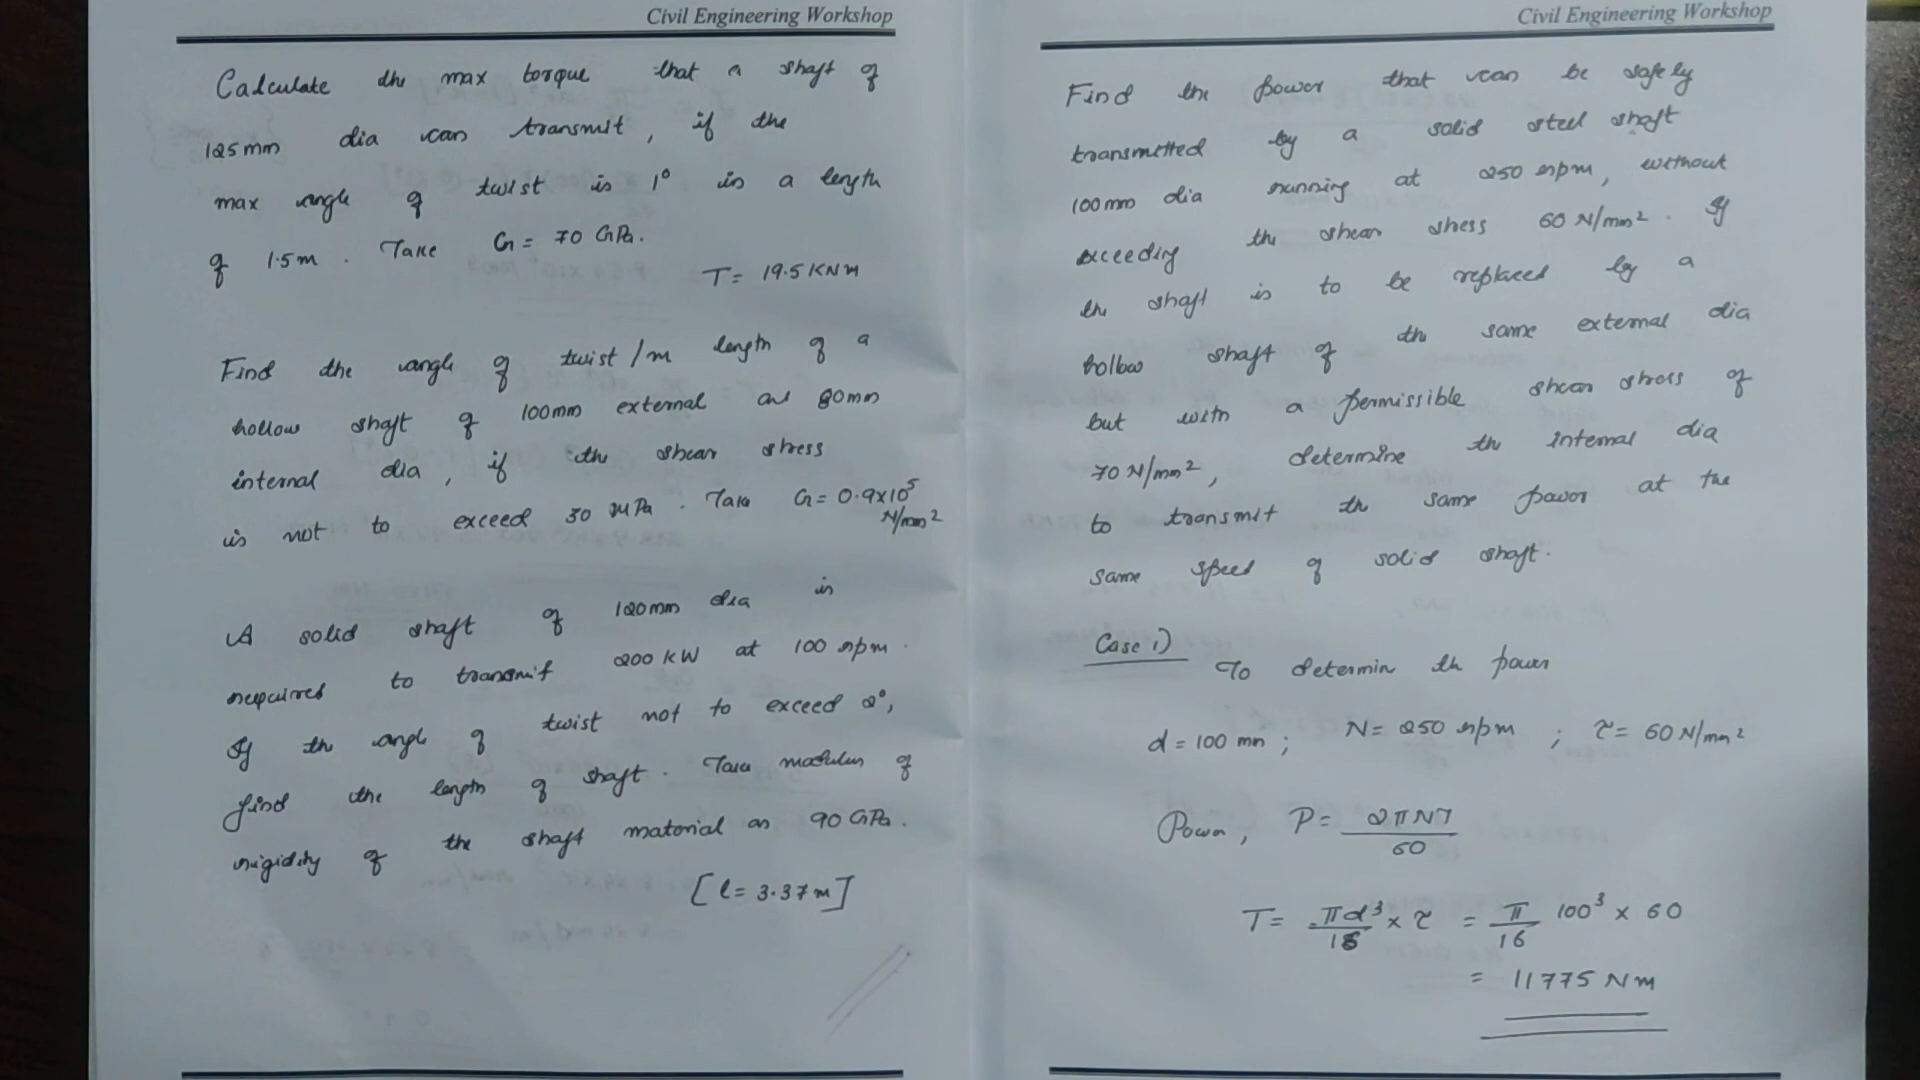 Civil Engineering Workshop
Calculate the max torque that a shaft of
125mm dia can transmit, if the
max angle of twist is 1° in a length
of 1.5m. Take G = 70 GPa.
T = 19.5 KNm
Find the angle of twist/m length of a
hollow shaft of 100mm external and 80mm
internal dia, if the shear stress
is not to exceed 30 MPa. Take G = 0.9x10⁵
N/mm²
A solid shaft of 120mm dia is
required to transmit 200 KW at 100 rpm.
If the angl of twist not to exceed 2°,
find the length of shaft. Take modulus of
rigidity of the shaft material as 90 GPa.
[l = 3.37m]
Civil Engineering Workshop
Find the power that can be safely
transmitted by a solid steel shaft
100mm dia running at 250 rpm, without
exceeding the shear stress 60 N/mm². If
the shaft is to be replaced by a
hollow shaft of the same external dia
but with a permissible shear stress of
70 N/mm², determine the internal dia
to transmit the same power at the
same speed of solid shaft.
Case 1) To determin th power
d = 100 mm; N = 250 rpm; τ = 60 N/mm²
Power, P = 2πNT
60
T = πd³/16 × τ = π/16 100³ × 60
= 11775 Nm